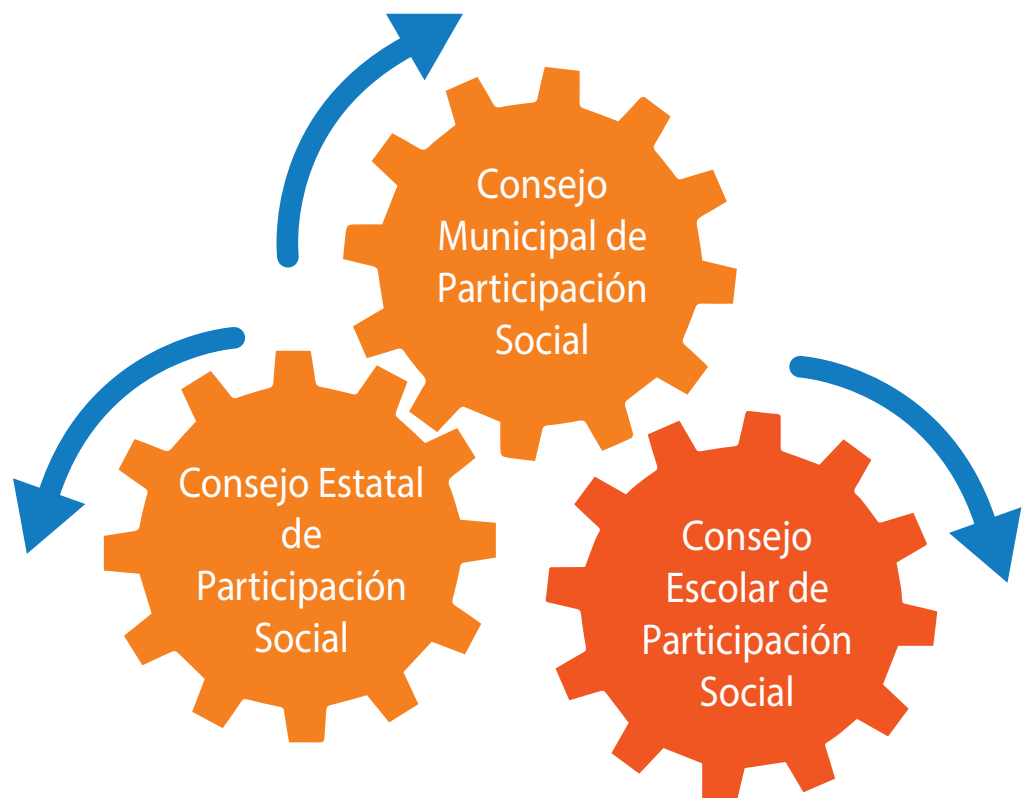 Consejo
Municipal de
Participación
Social
Consejo Estatal
de
Participación
Social
Consejo
Escolar de
Participación
Social